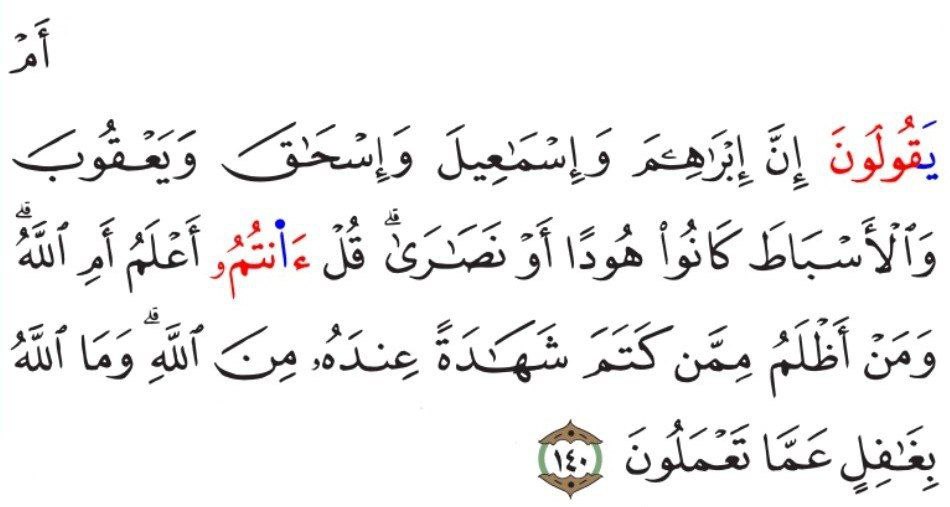 أَمْ
يَقُولُونَ إِنَّ إِبْرَٰهِـۧمَ وَإِسْمَٰعِيلَ وَإِسْحَٰقَ وَيَعْقُوبَ
وَٱلْأَسْبَاطَ كَانُوا۟ هُودًا أَوْ نَصَٰرَىٰ ۗ قُلْ ءَا۬نتُمُۥ أَعْلَمُ أَمِ ٱللَّهُ ۗ
وَمَنْ أَظْلَمُ مِمَّن كَتَمَ شَهَٰدَةً عِندَهُۥ مِنَ ٱللَّهِ ۗ وَمَا ٱللَّهُ
بِغَٰفِلٍ عَمَّا تَعْمَلُونَ ١٤٠